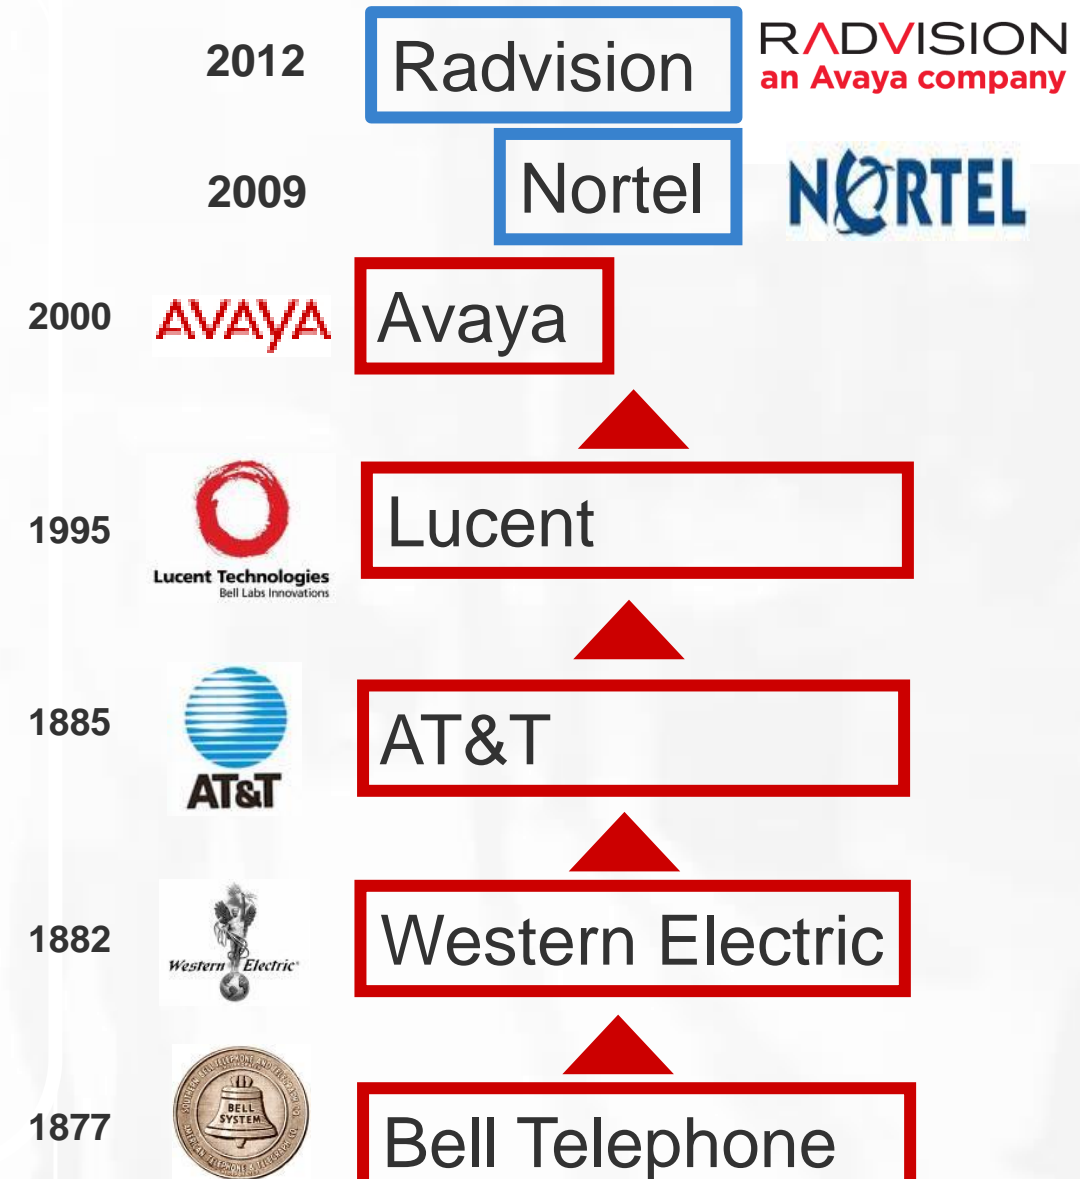 2012
Radvision
RADVISION
an Avaya company
2009
Nortel
NORTEL
2000
AVAYA
Avaya
1995
Lucent Technologies
Bell Labs Innovations
Lucent
1885
AT&T
AT&T
1882
Western Electric
Western Electric
1877
BELL
SYSTEM
Bell Telephone